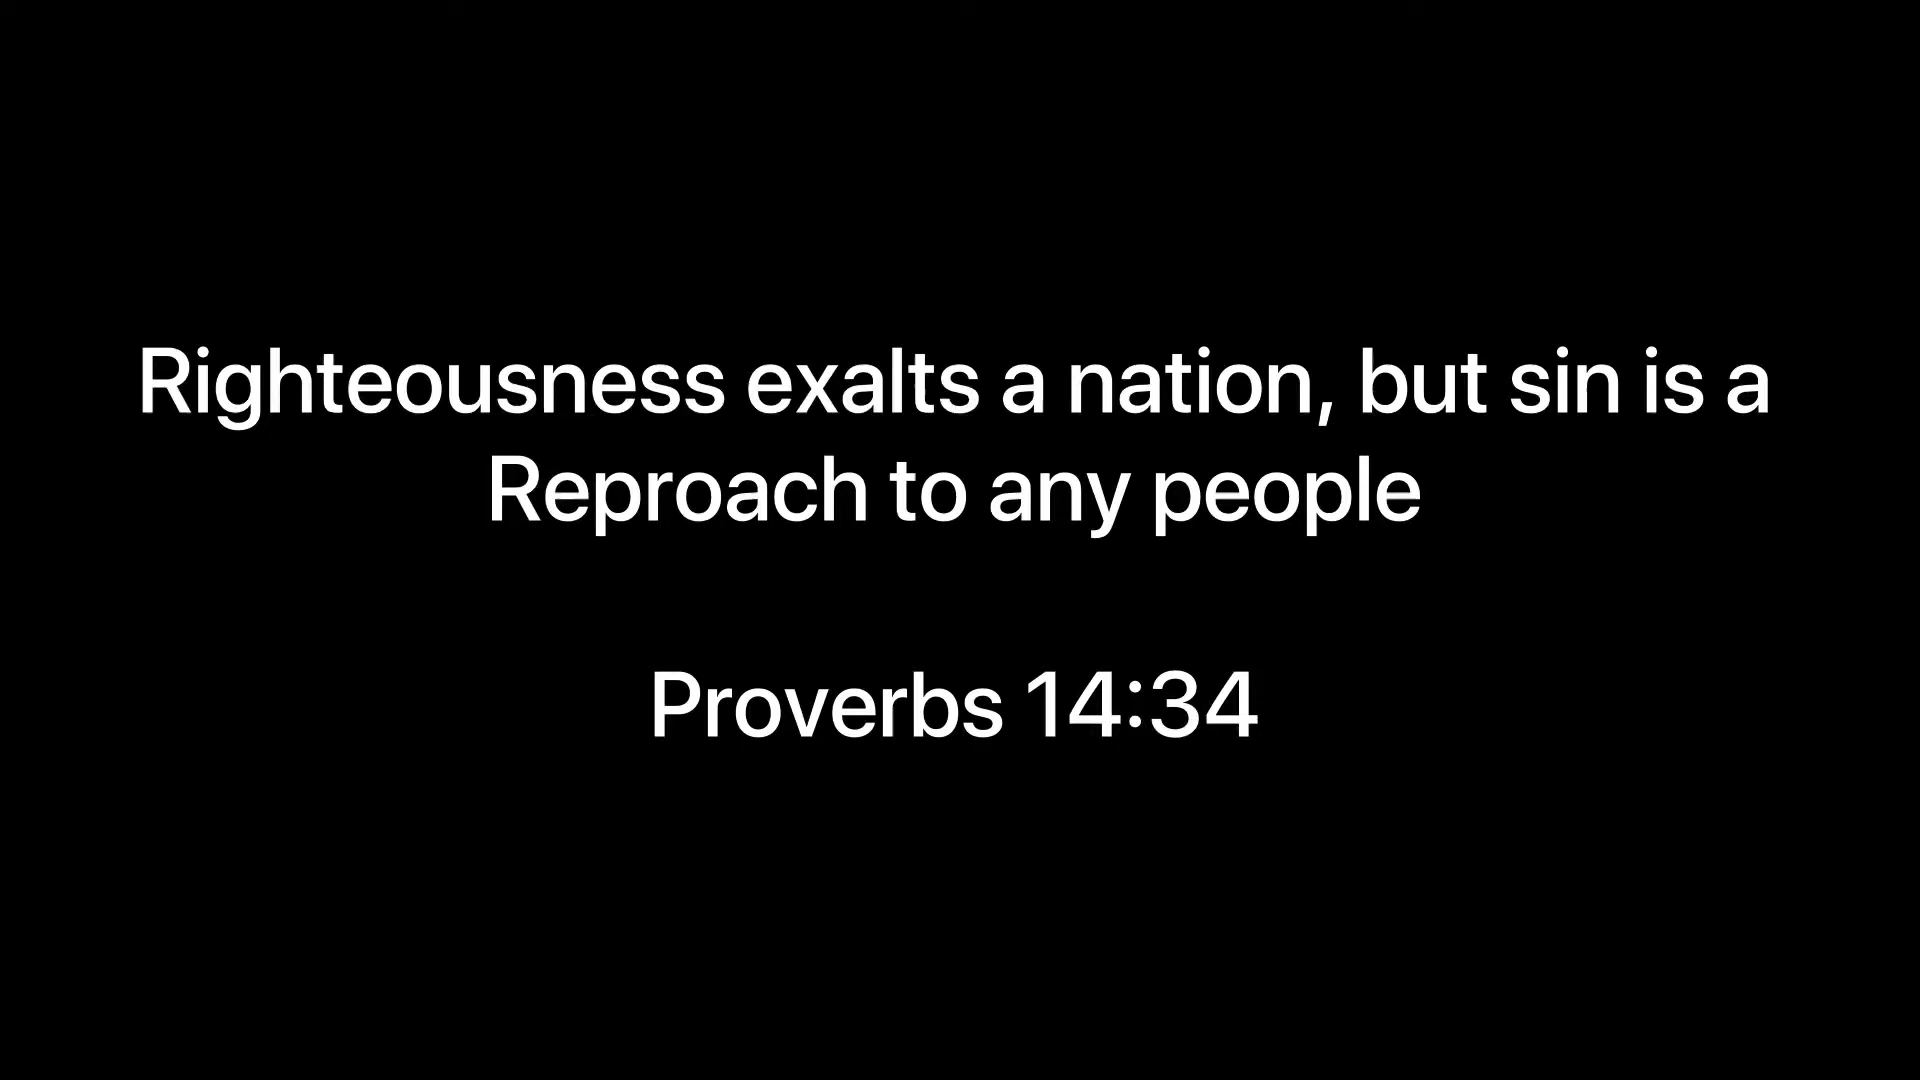 Righteousness exalts a nation, but sin is a
Reproach to any people
Proverbs 14:34